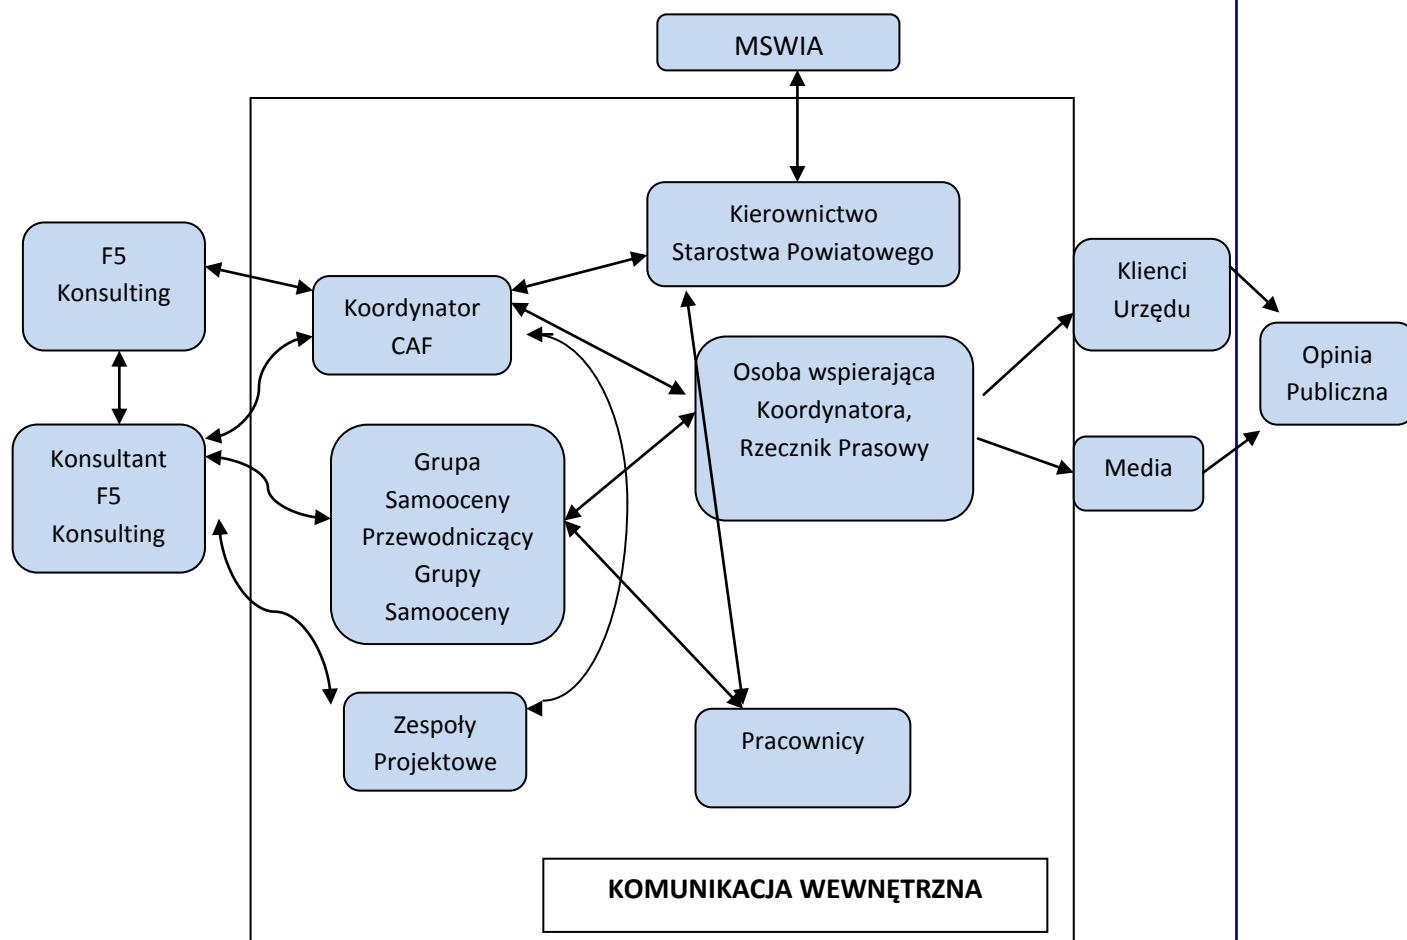 MSWIA
Kierownictwo
Starostwa Powiatowego
F5
Konsulting
Koordynator
CAF
Klienci
Urzędu
Opinia
Publiczna
Osoba wspierająca
Koordynatora,
Rzecznik Prasowy
Konsultant
F5
Konsulting
Grupa
Samooceny
Przewodniczący
Grupy
Samooceny
Media
Zespoły
Projektowe
Pracownicy
KOMUNIKACJA WEWNĘTRZNA